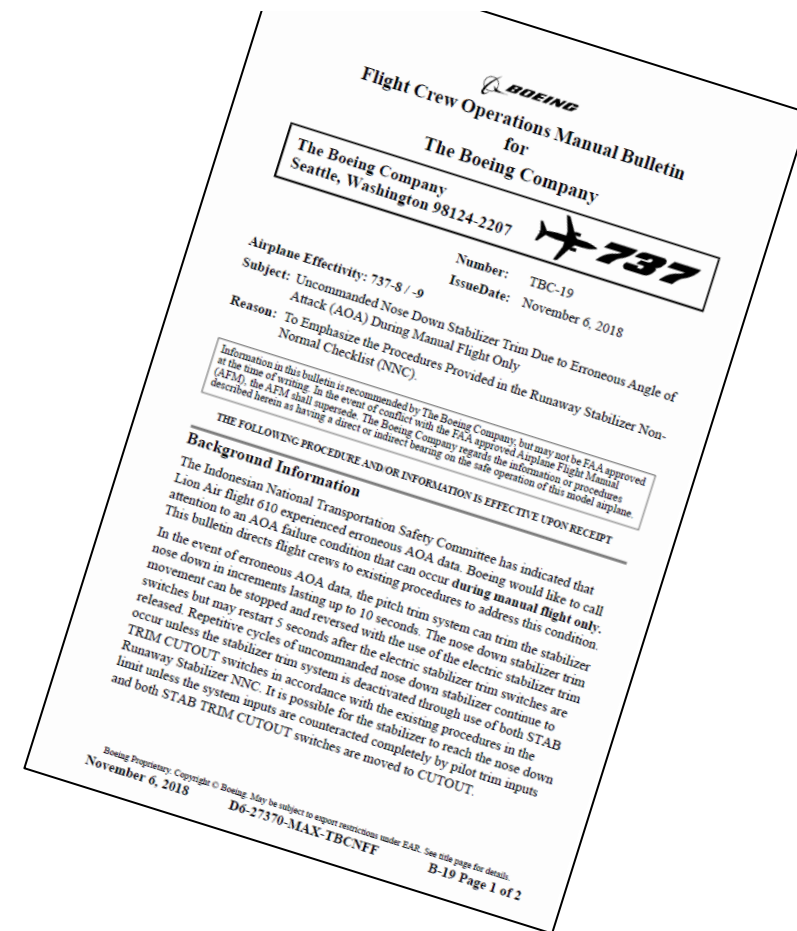 BOEING
Flight Crew Operations Manual Bulletin
for
The Boeing Company
The Boeing Company
Seattle, Washington 98124-2207
737
Number: TBC-19
IssueDate: November 6, 2018
Airplane Effectivity: 737-8 / -9
Subject: Uncommanded Nose Down Stabilizer Trim Due to Erroneous Angle of
Attack (AOA) During Manual Flight Only
Reason: To Emphasize the Procedures Provided in the Runaway Stabilizer Non-
Normal Checklist (NNC).
Information in this bulletin is recommended by The Boeing Company, but may not be FAA approved
at the time of writing. In the event of conflict with the FAA approved Airplane Flight Manual
(AFM), the AFM shall supersede. The Boeing Company regards the information or procedures
described herein as having a direct or indirect bearing on the safe operation of this model airplane.
THE FOLLOWING PROCEDURE AND/OR INFORMATION IS EFFECTIVE UPON RECEIPT
Background Information
The Indonesian National Transportation Safety Committee has indicated that
Lion Air flight 610 experienced erroneous AOA data. Boeing would like to call
attention to an AOA failure condition that can occur during manual flight only.
This bulletin directs flight crews to existing procedures to address this condition.
In the event of erroneous AOA data, the pitch trim system can trim the stabilizer
nose down in increments lasting up to 10 seconds. The nose down stabilizer trim
movement can be stopped and reversed with the use of the electric stabilizer trim
switches but may restart 5 seconds after the electric stabilizer trim switches are
released. Repetitive cycles of uncommanded nose down stabilizer continue to
occur unless the stabilizer trim system is deactivated through use of both STAB
TRIM CUTOUT switches in accordance with the existing procedures in the
Runaway Stabilizer NNC. It is possible for the stabilizer to reach the nose down
limit unless the system inputs are counteracted completely by pilot trim inputs
and both STAB TRIM CUTOUT switches are moved to CUTOUT.
Boeing Proprietary. Copyright © Boeing. May be subject to export restrictions under EAR. See title page for details.
November 6, 2018
D6-27370-MAX-TBCNFF
B-19 Page 1 of 2